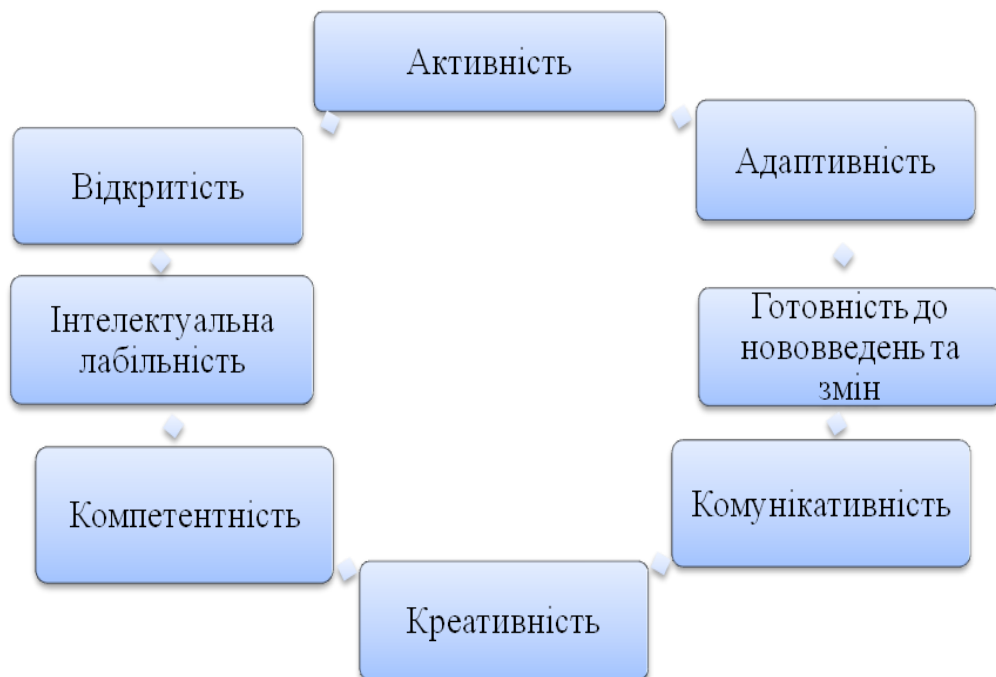 Активність
Адаптивність
Відкритість
Інтелектуальна
лабільність
Готовність до
нововведень та
змін
Компетентність
Комунікативність
Креативність